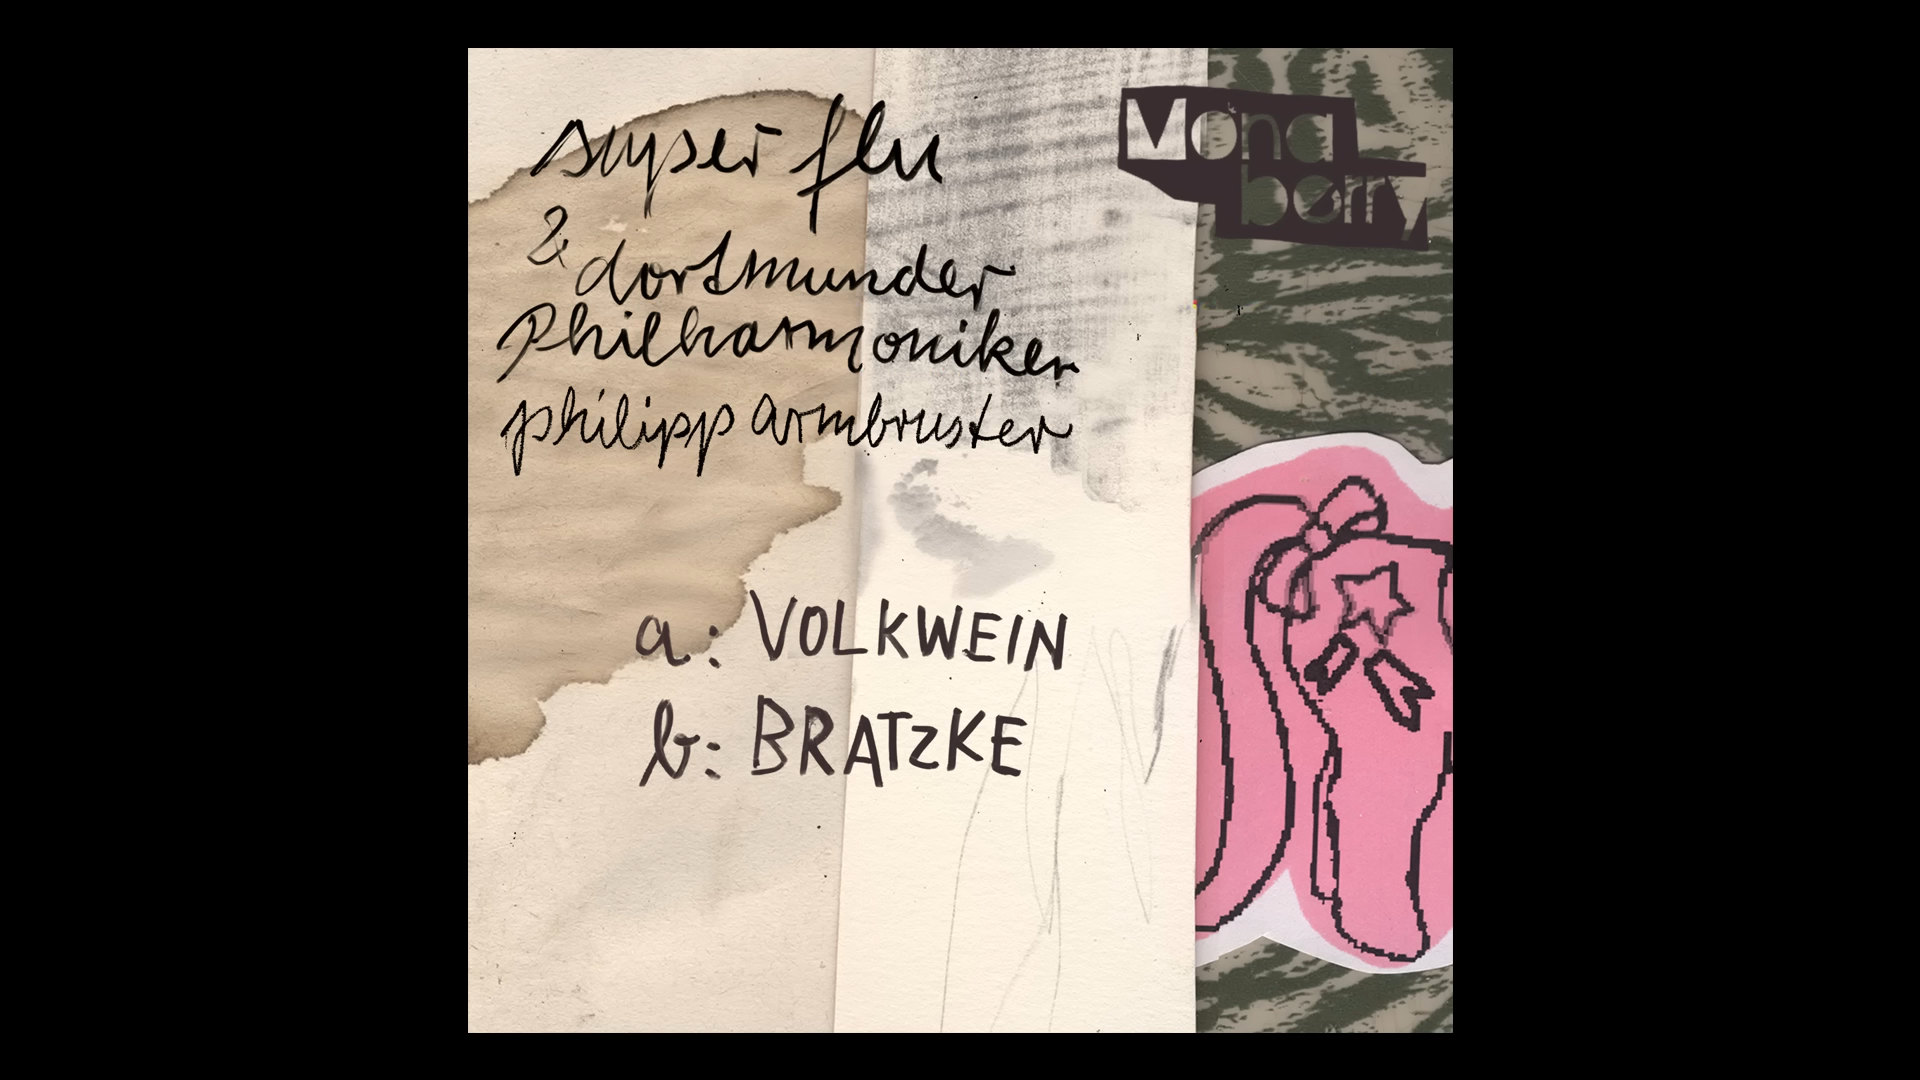 super flu
& dortmunder
Philharmoniker
philipp armbruster
Mona
berry
a: VOLKWEIN
b: BRATZKE